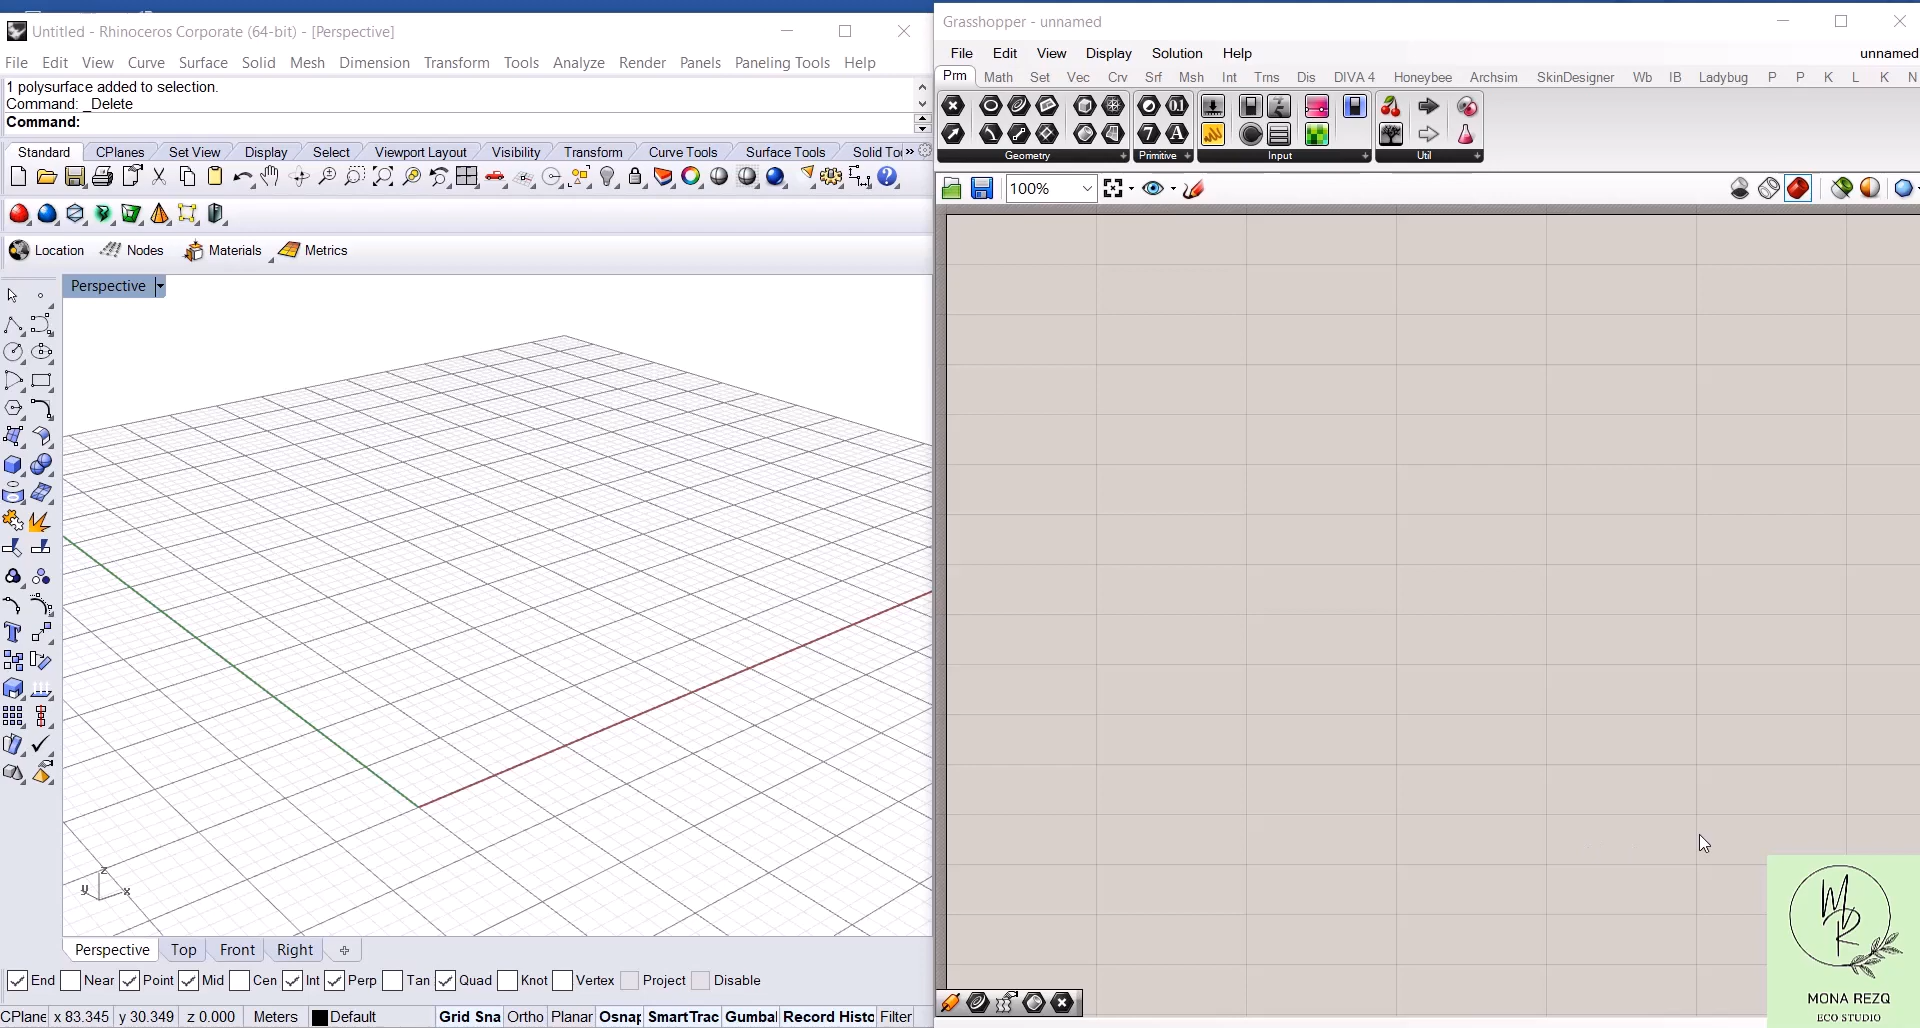 Untitled - Rhinoceros Corporate (64-bit) - [Perspective]
File Edit View Curve Surface Solid Mesh Dimension Transform Tools Analyze Render Panels Paneling Tools Help
1 polysurface added to selection.
Command: _Delete
Command:
Standard CPlanes Set View Display Select Viewport Layout Visibility Transform Curve Tools Surface Tools Solid To »
Location Nodes Materials Metrics
Perspective
z
y x
Perspective Top Front Right
End Near Point Mid Cen Int Perp Tan Quad Knot Vertex Project Disable
CPlane x 83.345 y 30.349 z 0.000 Meters Default Grid Sna Ortho Planar Osnap SmartTrac Gumbal Record Histo Filter
Grasshopper - unnamed
File Edit View Display Solution Help unnamed
Prm Math Set Vec Crv Srf Msh Int Trns Dis DIVA 4 Honeybee Archsim SkinDesigner Wb IB Ladybug P P K L K N
0.1
7 A
Geometry Primitive Input Util
100%
MR
MONA REZQ
ECO STUDIO